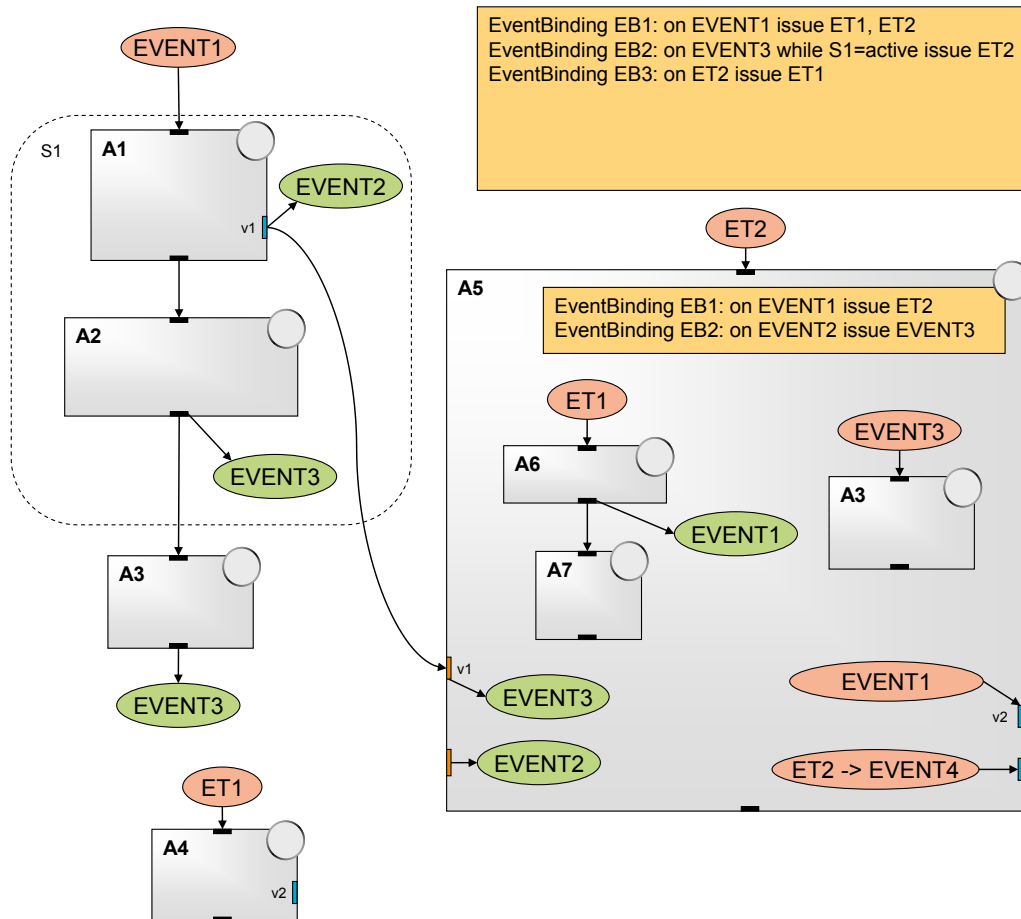 EVENT1
EventBinding EB1: on EVENT1 issue ET1, ET2
EventBinding EB2: on EVENT3 while S1=active issue ET2
EventBinding EB3: on ET2 issue ET1
S1
A1
EVENT2
v1
ET2
A5
EventBinding EB1: on EVENT1 issue ET2
EventBinding EB2: on EVENT2 issue EVENT3
A2
ET1
EVENT3
A6
EVENT3
A3
EVENT1
A7
A3
v1
EVENT1
EVENT3
EVENT3
v2
EVENT2
ET2 -> EVENT4
ET1
A4
v2